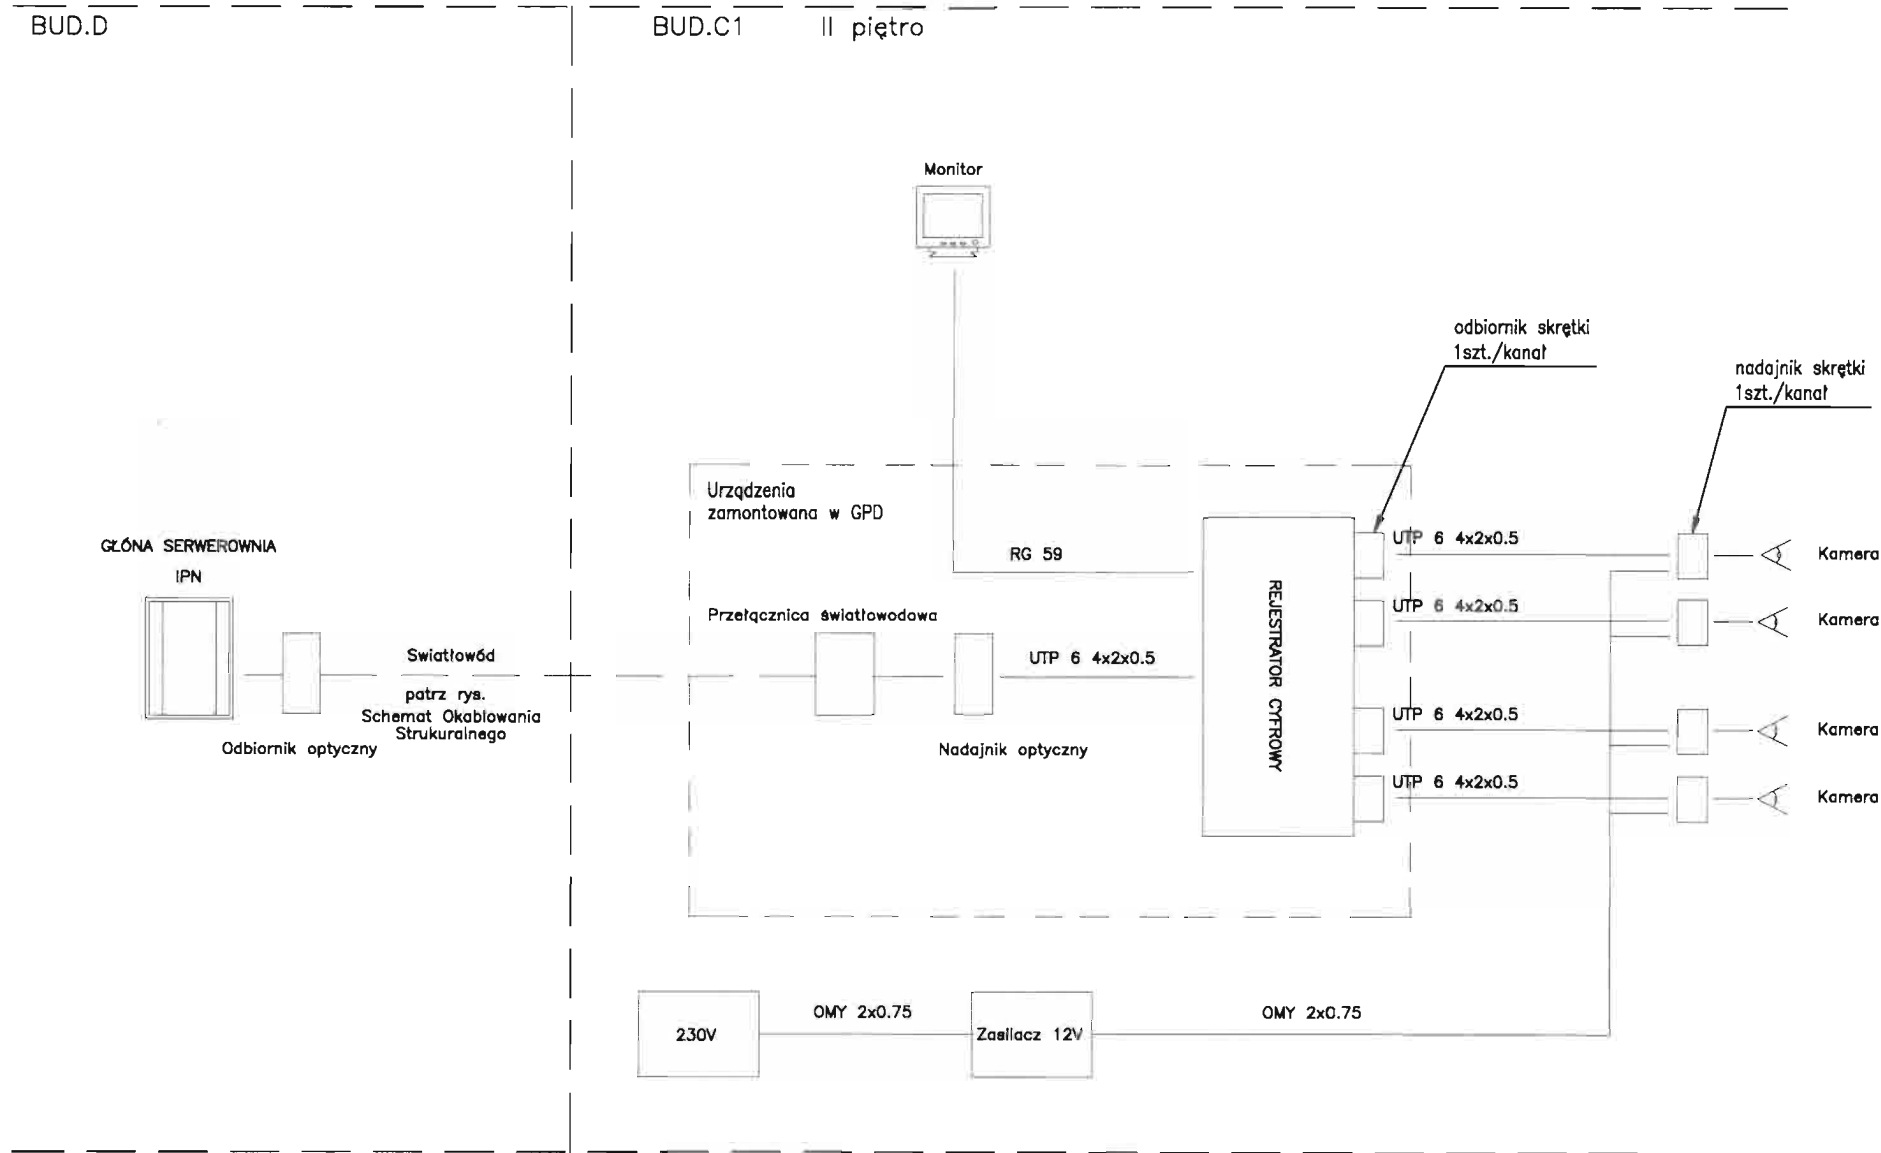 BUD.D
BUD.C1 II piętro
Monitor
odbiornik skrętki
1szt./kanał
nadajnik skrętki
1szt./kanał
Urządzenia
zamontowana w GPD
GŁÓNA SERWEROWNIA
IPN
RG 59
REJESTRATOR CYFROWY
UTP 6 4x2x0.5
Kamera
UTP 6 4x2x0.5
Kamera
Przełącznica światłowodowa
Swiatłowód
patrz rys.
Schemat Okablowania
Strukuralnego
UTP 6 4x2x0.5
Odbiornik optyczny
Nadajnik optyczny
UTP 6 4x2x0.5
Kamera
UTP 6 4x2x0.5
Kamera
230V
OMY 2x0.75
Zasilacz 12V
OMY 2x0.75